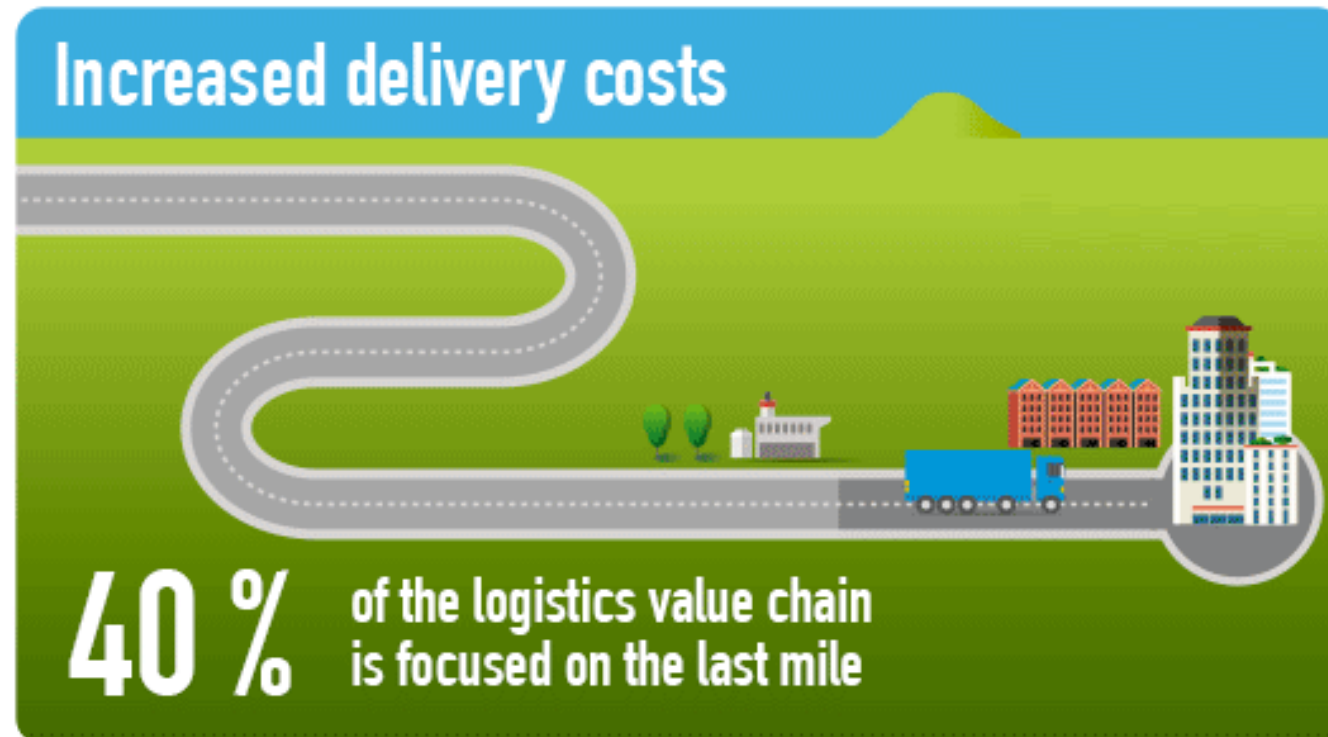 Increased delivery costs
40 %
of the logistics value chain
is focused on the last mile